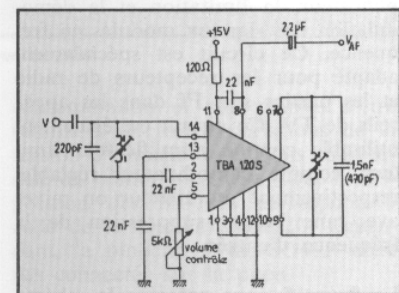 +15V
2,2µF
VAF
120Ω
22 nF
11 8 6 7
V
14
220pF
13
2
5
TBA 120S
1,5nF
(470pF)
22 nF
1 3 4 12 10 9
22 nF
5kΩ
volume
contrôle